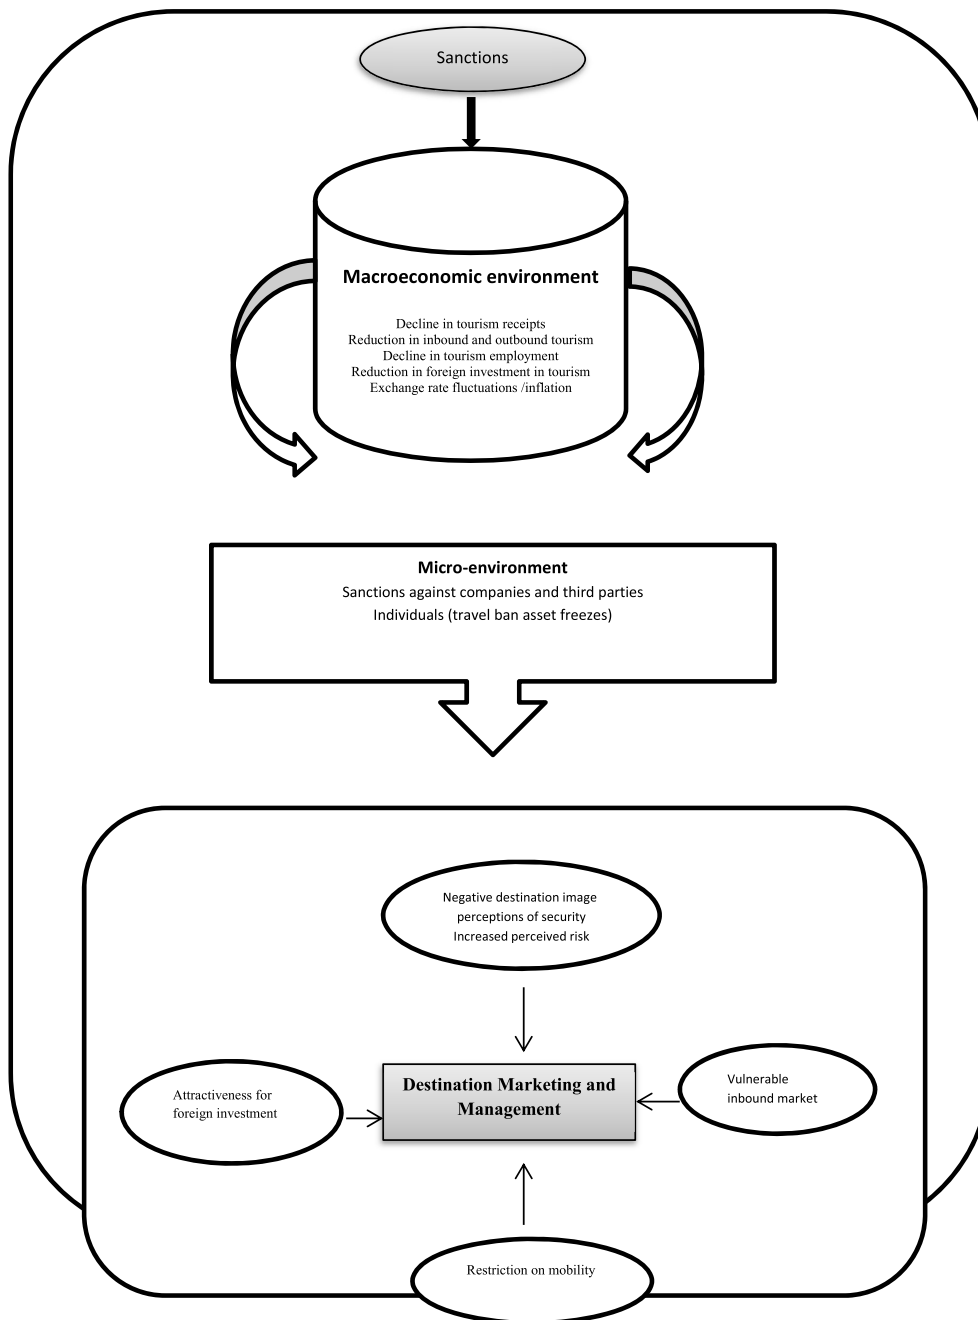 Sanctions
Macroeconomic environment
Decline in tourism receipts
Reduction in inbound and outbound tourism
Decline in tourism employment
Reduction in foreign investment in tourism
Exchange rate fluctuations /inflation
Micro-environment
Sanctions against companies and third parties
Individuals (travel ban asset freezes)
Negative destination image
perceptions of security
Increased perceived risk
Attractiveness for
foreign investment
Destination Marketing and
Management
Vulnerable
inbound market
Restriction on mobility